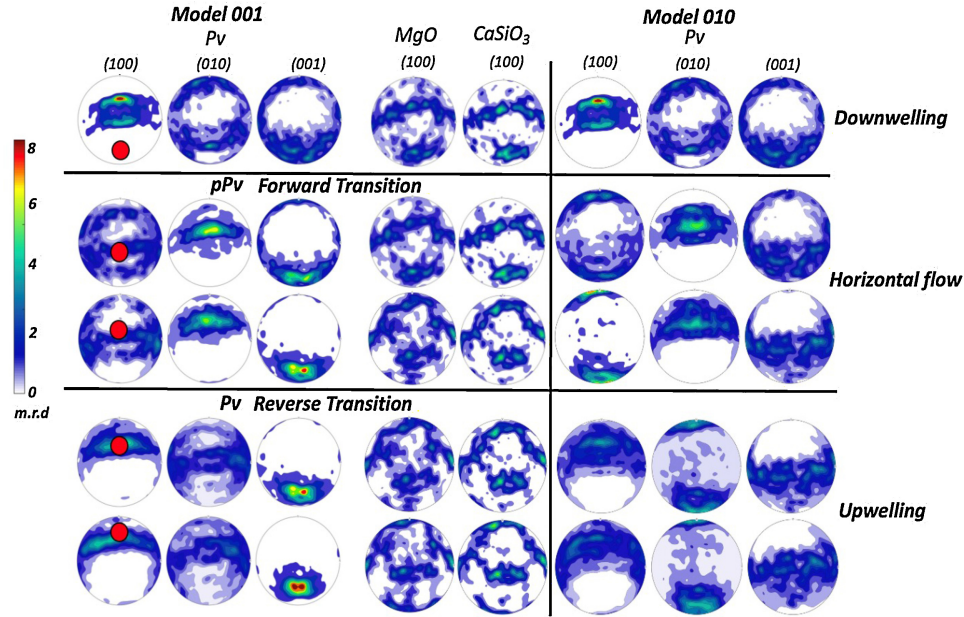 Model 001
Model 010
Pv
MgO
CaSiO3
Pv
(100) (010) (001) (100) (100) (100) (010) (001)
Downwelling
8
6
4
2
0
m.r.d
pPv Forward Transition
Horizontal flow
Pv Reverse Transition
Upwelling